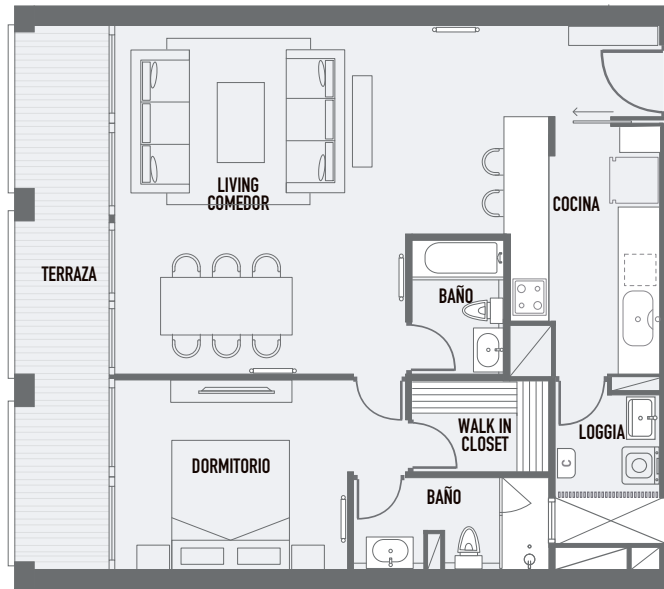 LIVING
COMEDOR
COCINA
TERRAZA
BAÑO
WALK IN
CLOSET
LOGGIA
DORMITORIO
C
BAÑO